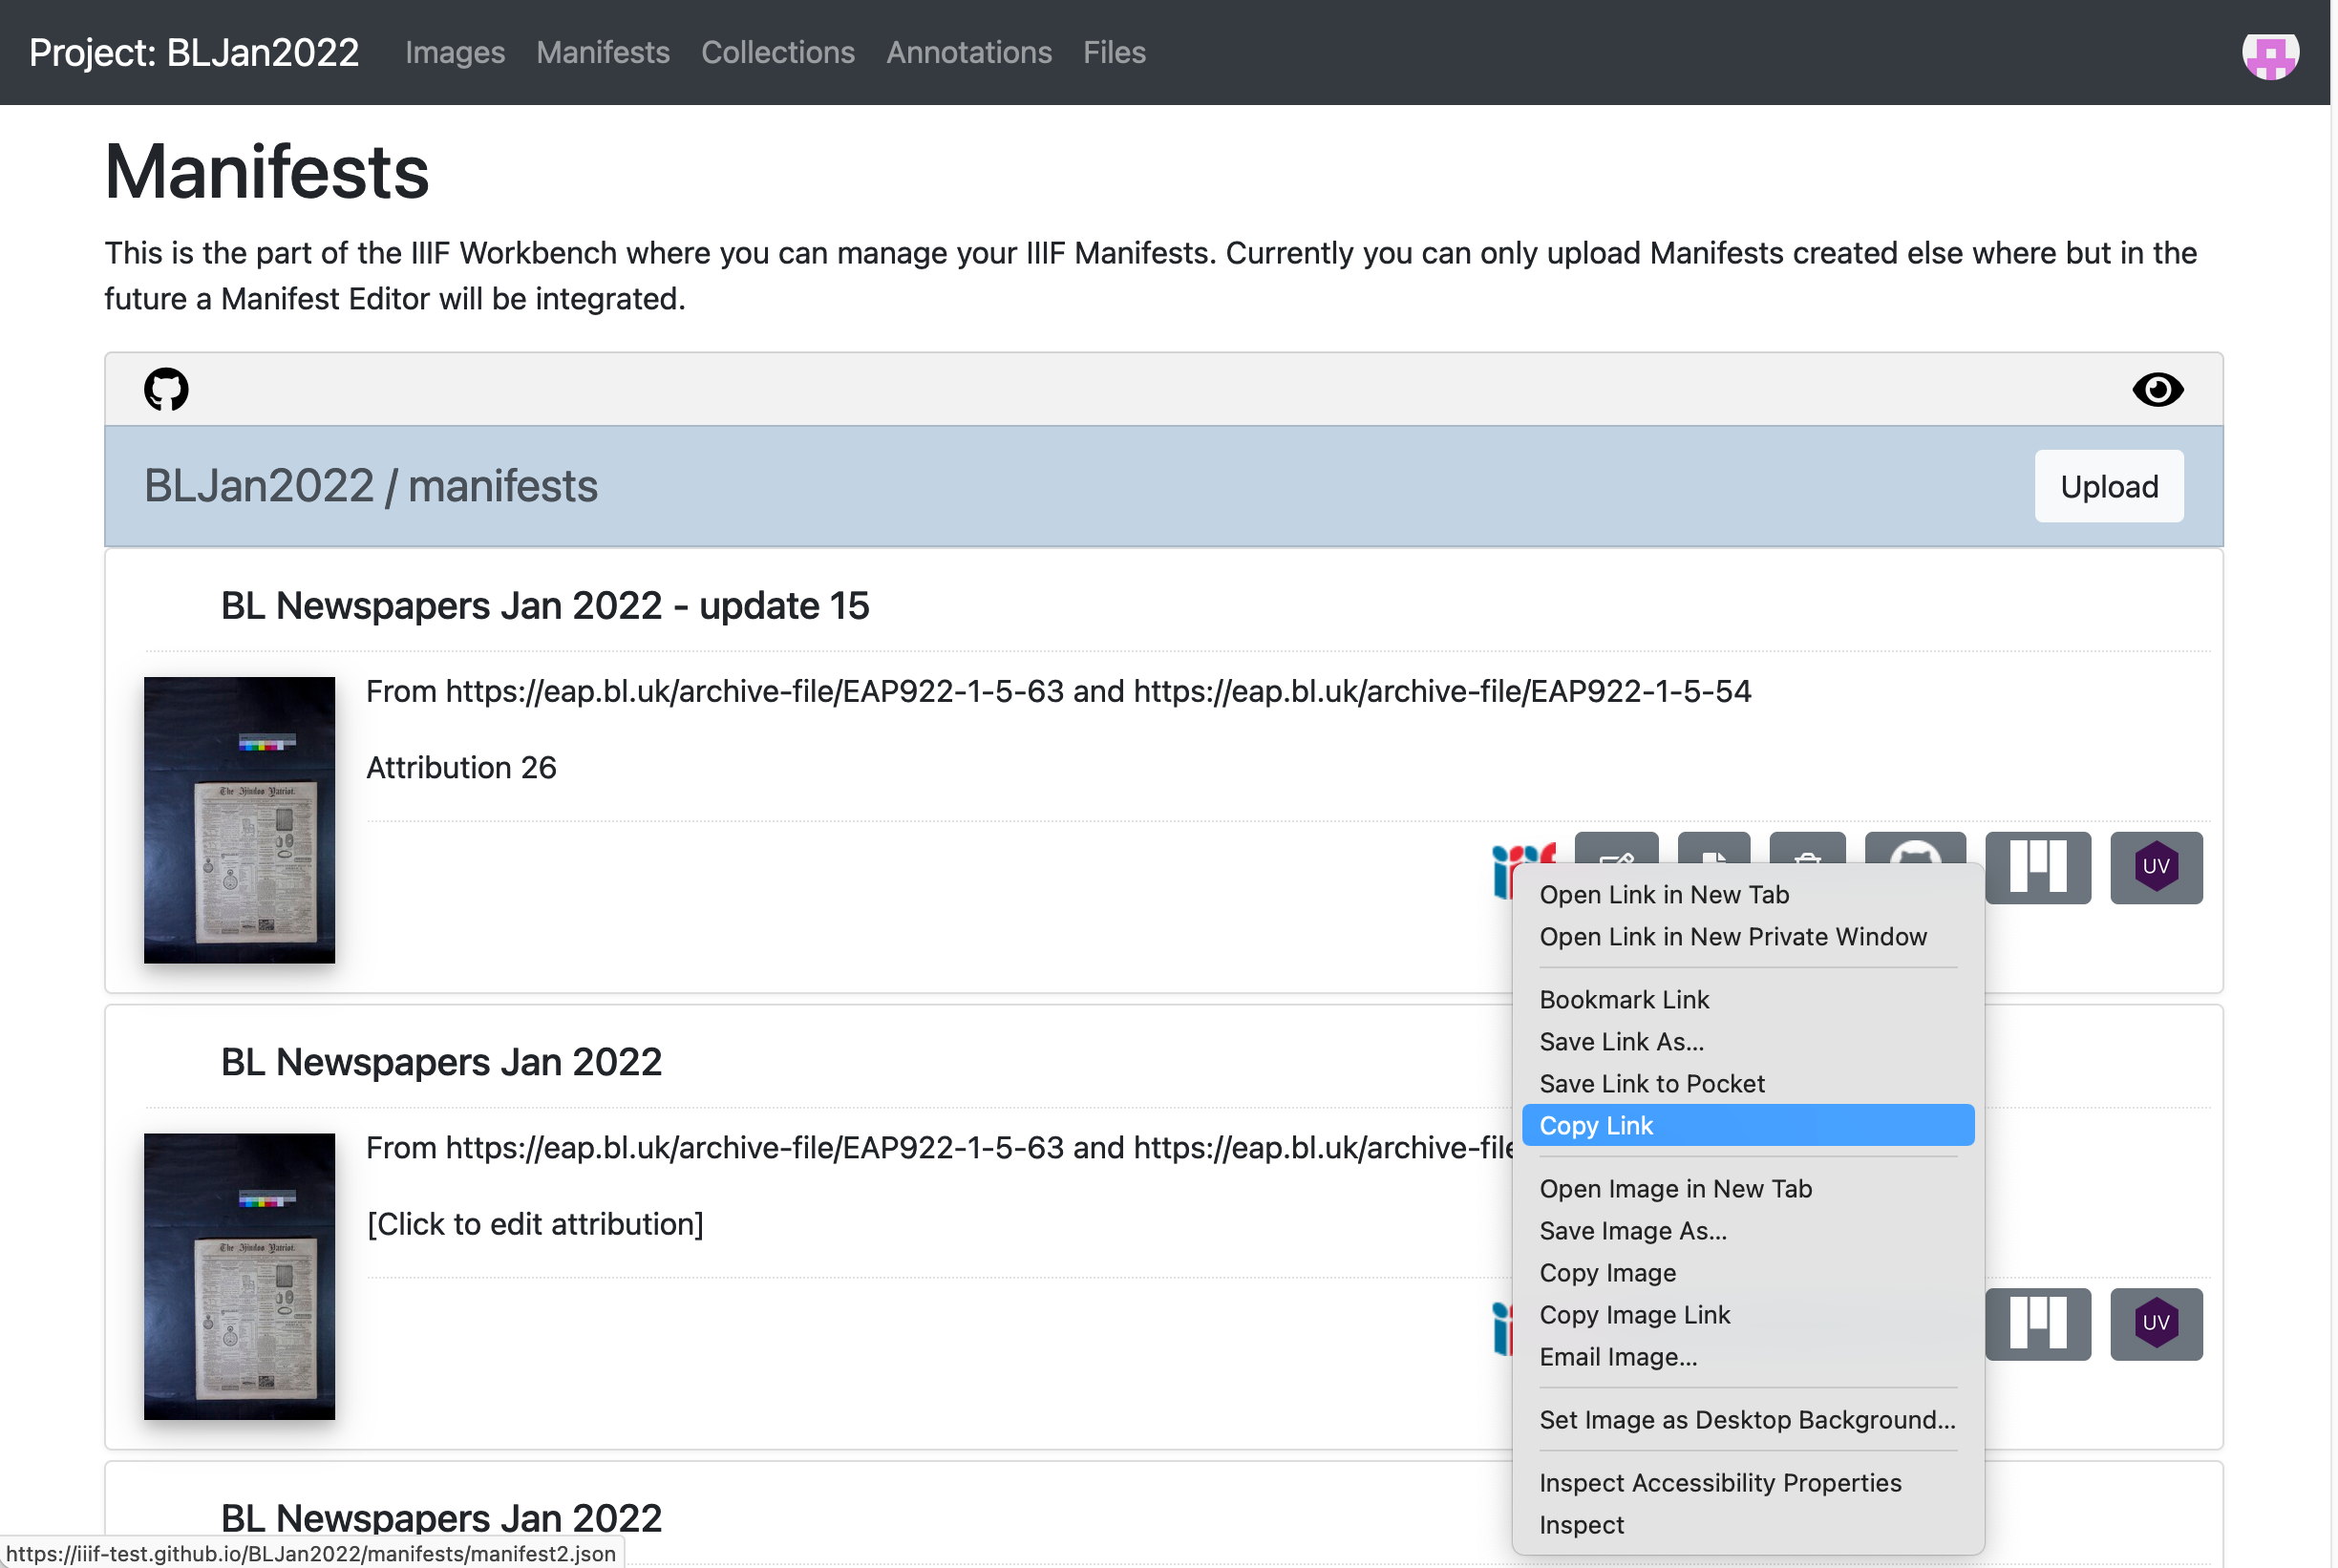 Project: BLJan2022 Images Manifests Collections Annotations Files
Manifests
This is the part of the IIIF Workbench where you can manage your IIIF Manifests. Currently you can only upload Manifests created else where but in the
future a Manifest Editor will be integrated.
BLJan2022 / manifests
Upload
BL Newspapers Jan 2022 - update 15
From https://eap.bl.uk/archive-file/EAP922-1-5-63 and https://eap.bl.uk/archive-file/EAP922-1-5-54
The Hindoo Patriot.
Attribution 26
UV
Open Link in New Tab
Open Link in New Private Window
Bookmark Link
Save Link As...
Save Link to Pocket
Copy Link
Open Image in New Tab
Save Image As...
Copy Image
Copy Image Link
Email Image...
Set Image as Desktop Background...
Inspect Accessibility Properties
Inspect
BL Newspapers Jan 2022
From https://eap.bl.uk/archive-file/EAP922-1-5-63 and https://eap.bl.uk/archive-file
The Hindoo Patriot.
[Click to edit attribution]
UV
BL Newspapers Jan 2022
https://iiif-test.github.io/BLJan2022/manifests/manifest2.json